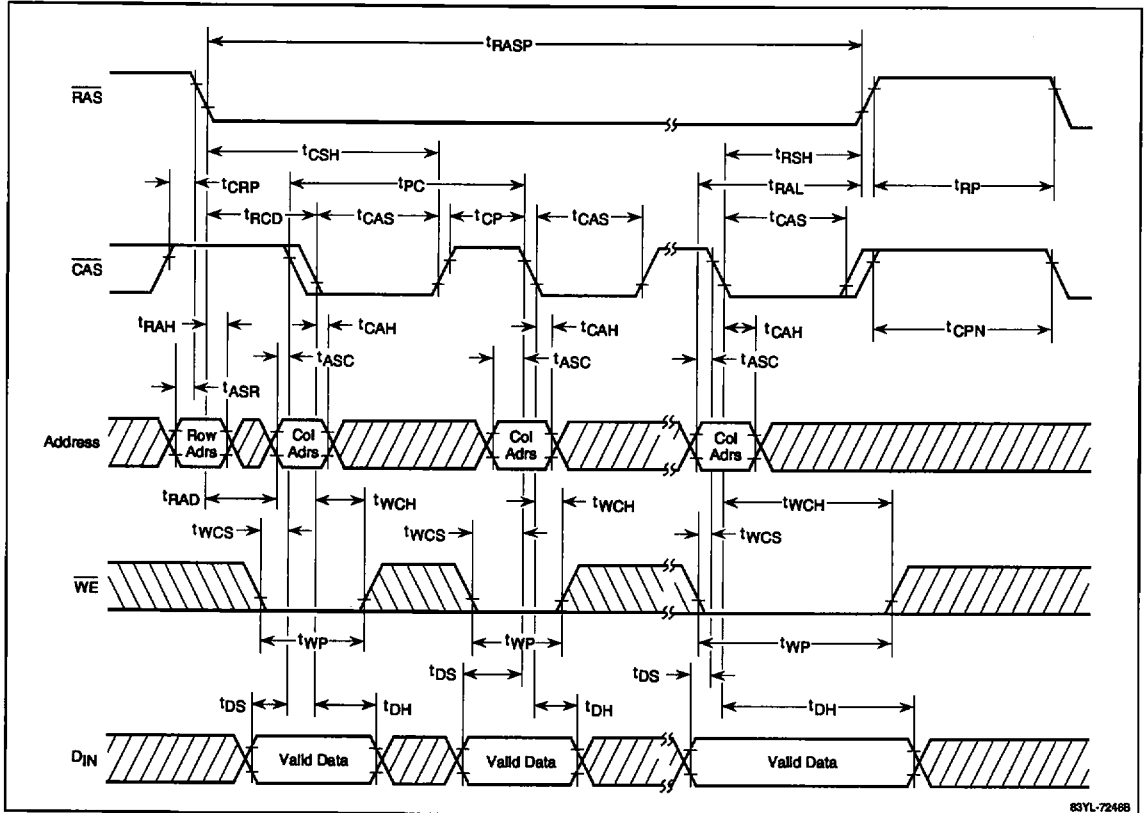 tRASP
RAS
tCSH
tRSH
tCRP
tPC
tRAL
tRP
tRCD
tCAS
tCP
tCAS
tCAS
CAS
tRAH
tCAH
tCAH
tCAH
tCPN
tASC
tASC
tASC
tASR
Address
Row Adrs
Col Adrs
Col Adrs
Col Adrs
tRAD
tWCH
tWCH
tWCH
tWCS
tWCS
tWCS
WE
tWP
tWP
tWP
tDS
tDS
tDS
tDH
tDH
tDH
DIN
Valid Data
Valid Data
Valid Data
83YL-7246B